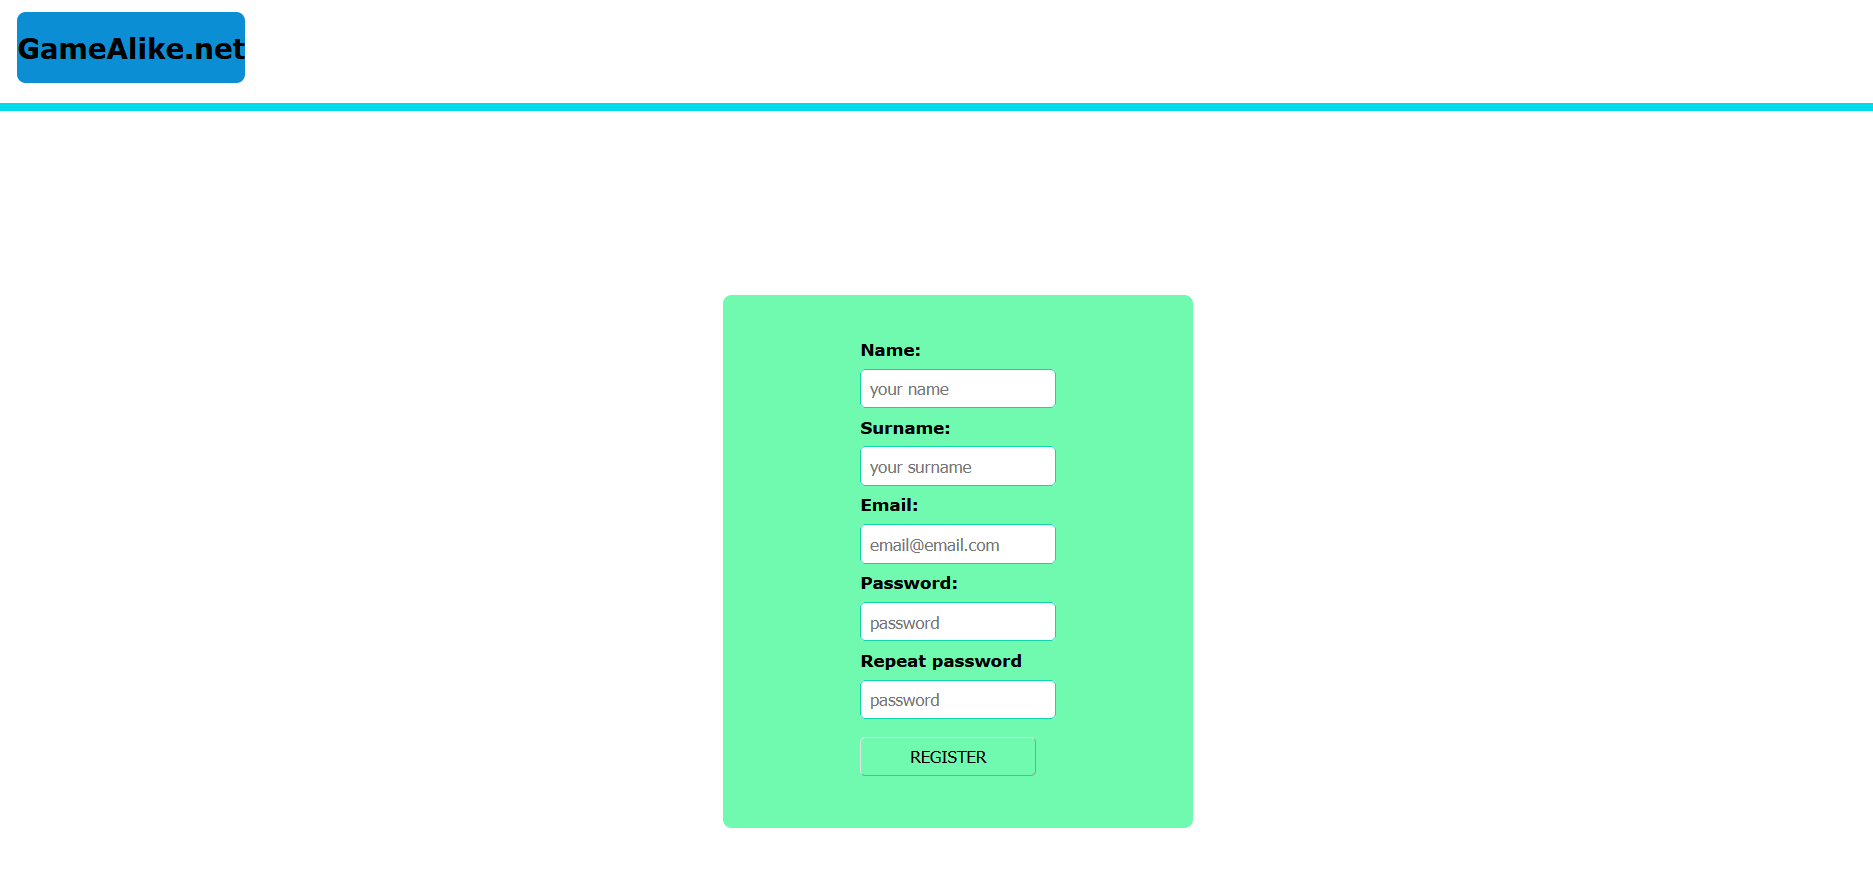 GameAlike.net
Name:
your name
Surname:
your surname
Email:
email@email.com
Password:
password
Repeat password
password
REGISTER